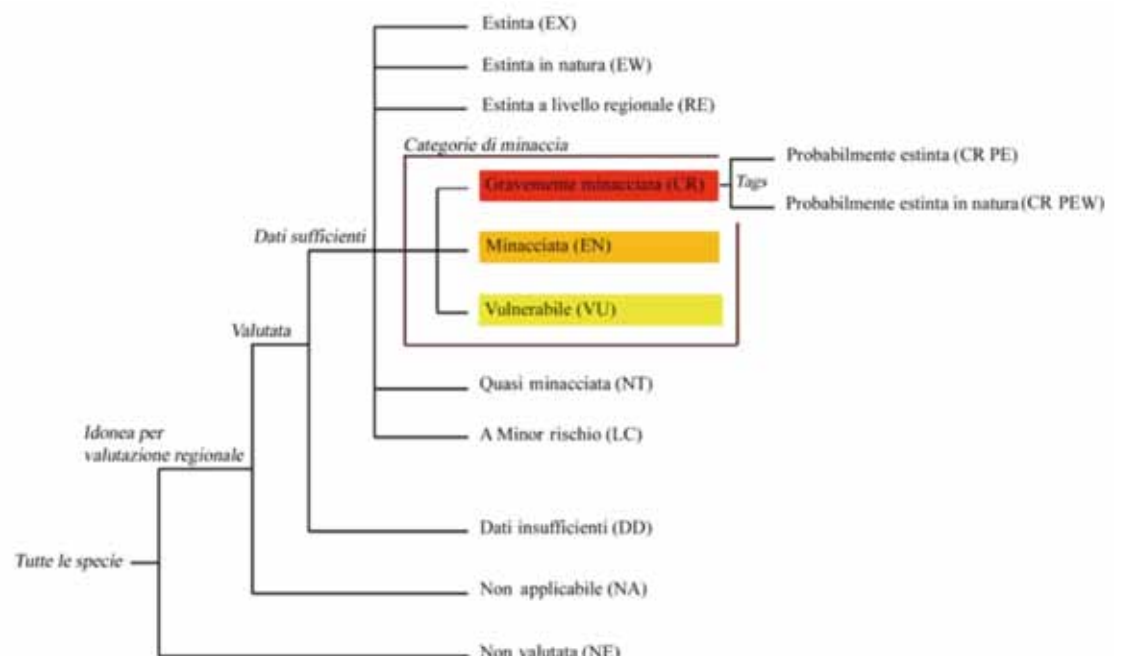 Estinta (EX)
Estinta in natura (EW)
Estinta a livello regionale (RE)
Categorie di minaccia
Probabilmente estinta (CR PE)
Gravemente minacciata (CR)
Tags
Probabilmente estinta in natura (CR PEW)
Dati sufficienti
Minacciata (EN)
Vulnerabile (VU)
Valutata
Quasi minacciata (NT)
A Minor rischio (LC)
Idonea per
valutazione regionale
Dati insufficienti (DD)
Tutte le specie
Non applicabile (NA)
Non valutata (NE)